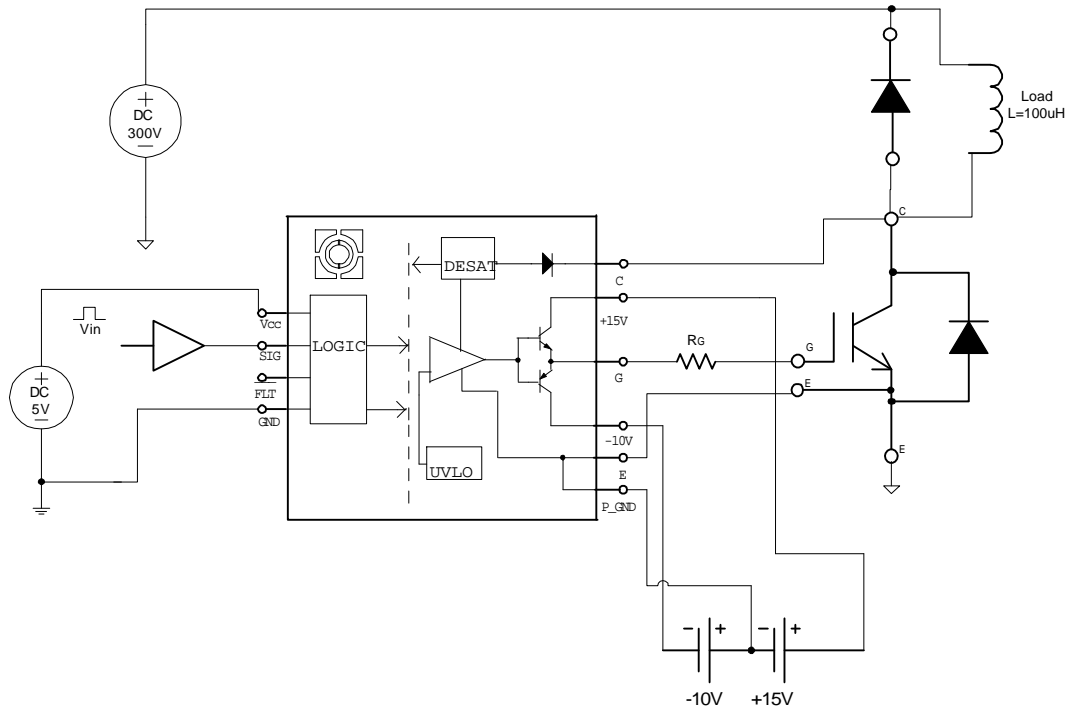 +
DC
300V
−
Load
L=100uH
C
DESAT
C
+15V
Vin
Vcc
SIG
FLT
GND
LOGIC
RG
G
G
E
+
DC
5V
−
-10V
UVLO
E
E
P_GND
− +
− +
-10V
+15V